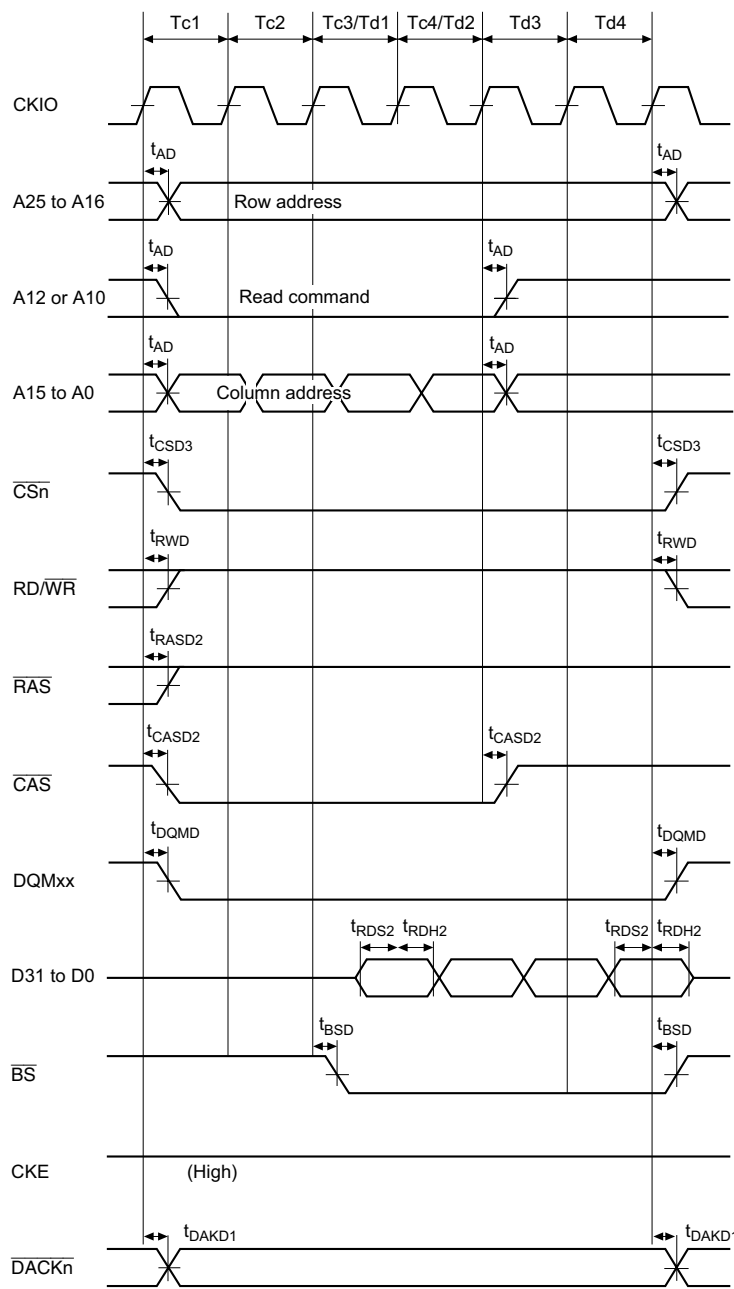 Tc1 Tc2 Tc3/Td1 Tc4/Td2 Td3 Td4
CKIO
tAD tAD
A25 to A16 Row address
tAD tAD
A12 or A10 Read command
tAD tAD
A15 to A0 Column address
tCSD3 tCSD3
CSn
tRWD tRWD
RD/WR
tRASD2
RAS
tCASD2 tCASD2
CAS
tDQMD tDQMD
DQMxx
tRDS2 tRDH2 tRDS2 tRDH2
D31 to D0
tBSD tBSD
BS
CKE (High)
tDAKD1 tDAKD1
DACKn